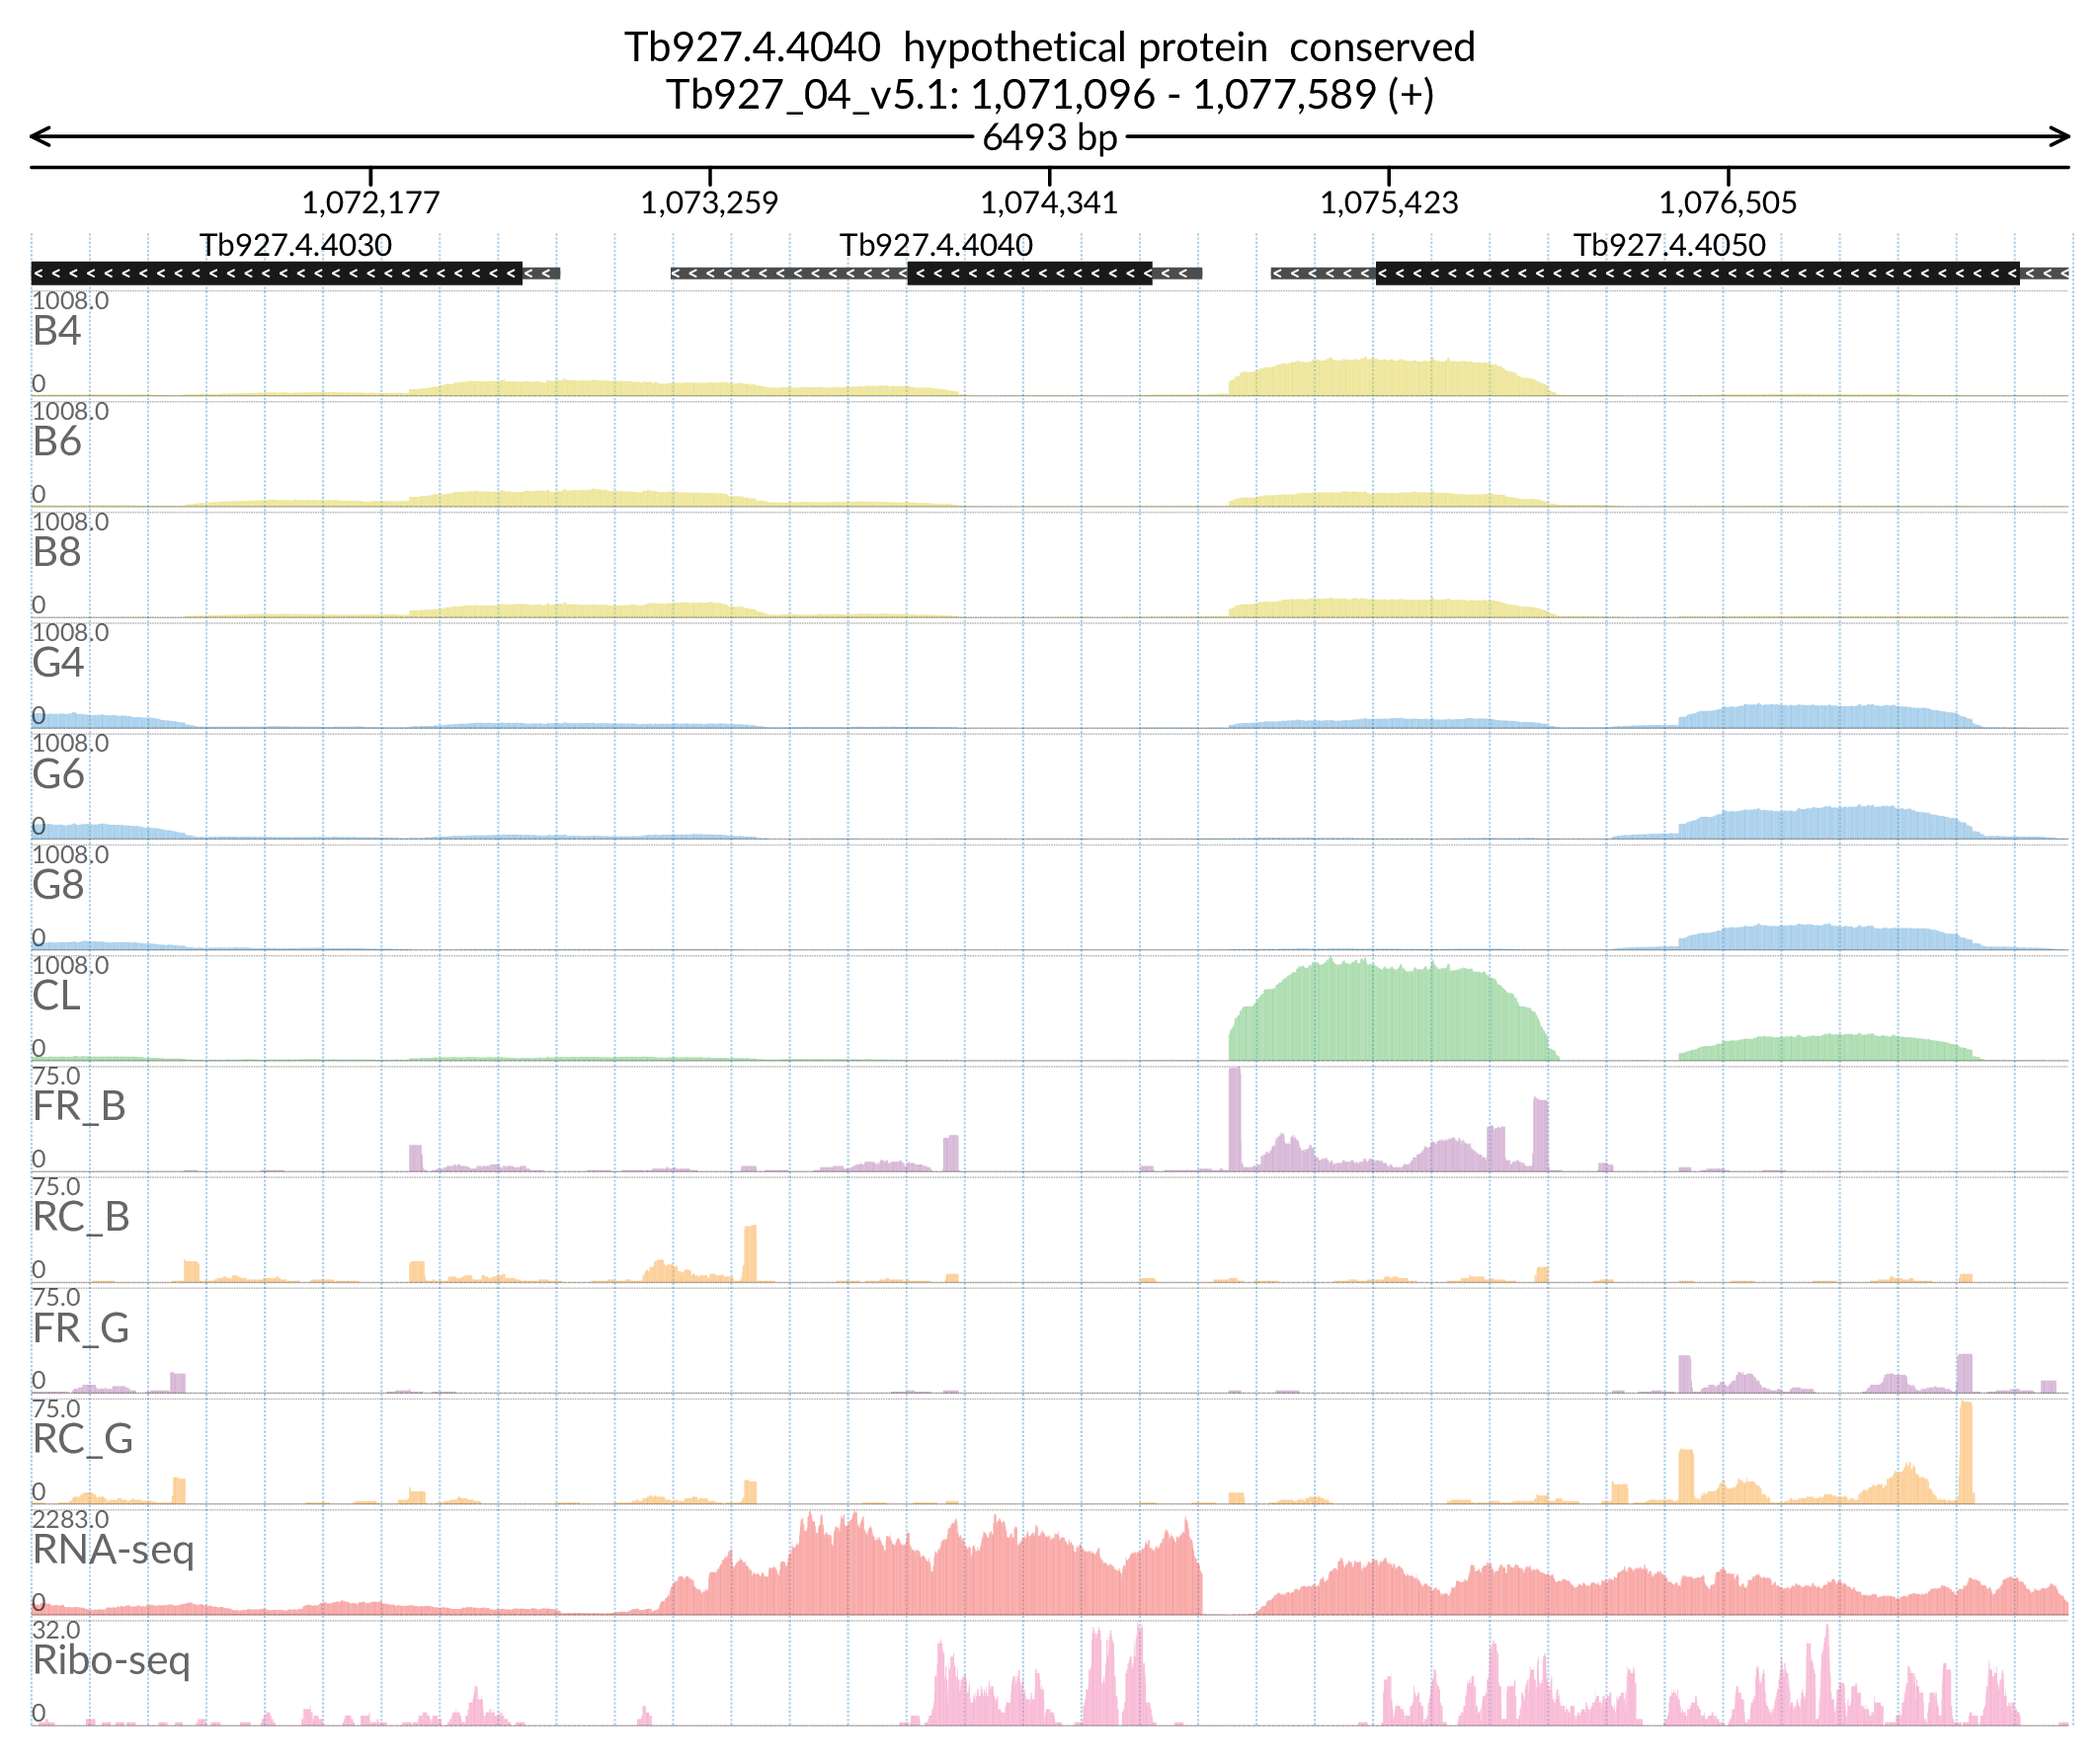 Tb927.4.4040 hypothetical protein conserved
Tb927_04_v5.1: 1,071,096 - 1,077,589 (+)
6493 bp
1,072,177 1,073,259 1,074,341 1,075,423 1,076,505
Tb927.4.4030 Tb927.4.4040 Tb927.4.4050
1008.0
B4
0
1008.0
B6
0
1008.0
B8
0
1008.0
G4
0
1008.0
G6
0
1008.0
G8
0
1008.0
CL
0
75.0
FR_B
0
75.0
RC_B
0
75.0
FR_G
0
75.0
RC_G
0
2283.0
RNA-seq
0
32.0
Ribo-seq
0